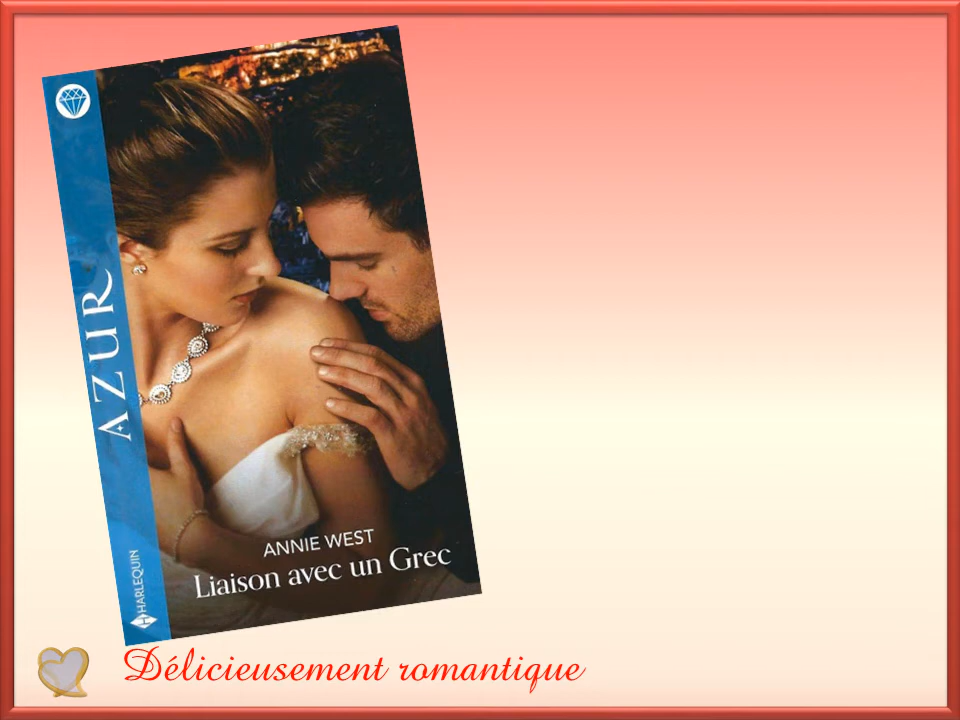 AZUR
HARLEQUIN
ANNIE WEST
Liaison avec un Grec
Délicieusement romantique